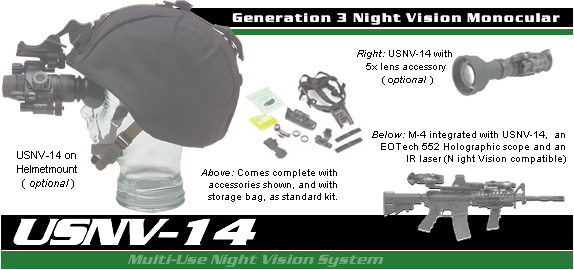 Generation 3 Night Vision Monocular
Right: USNV-14 with
5x lens accessory
( optional )
USNV-14 on
Helmetmount
( optional )
Above: Comes complete with
accessories shown, and with
storage bag, as standard kit.
Below: M-4 integrated with USNV-14, an
EOTech 552 Holographic scope and an
IR laser (N ight Vision compatible)
USNV-14
Multi-Use Night Vision System